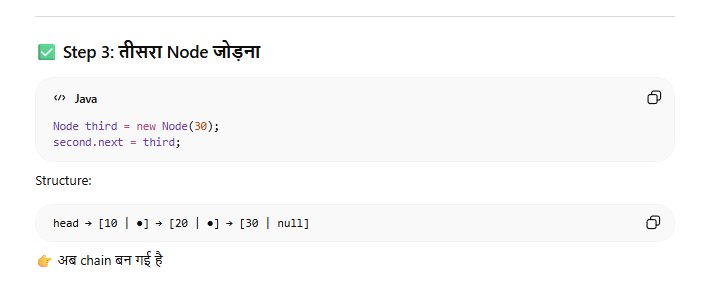 ✅ Step 3: तीसरा Node जोड़ना
</> Java
Node third = new Node(30);
second.next = third;
Structure:
head → [10 | •] → [20 | •] → [30 | null]
👉 अब chain बन गई है